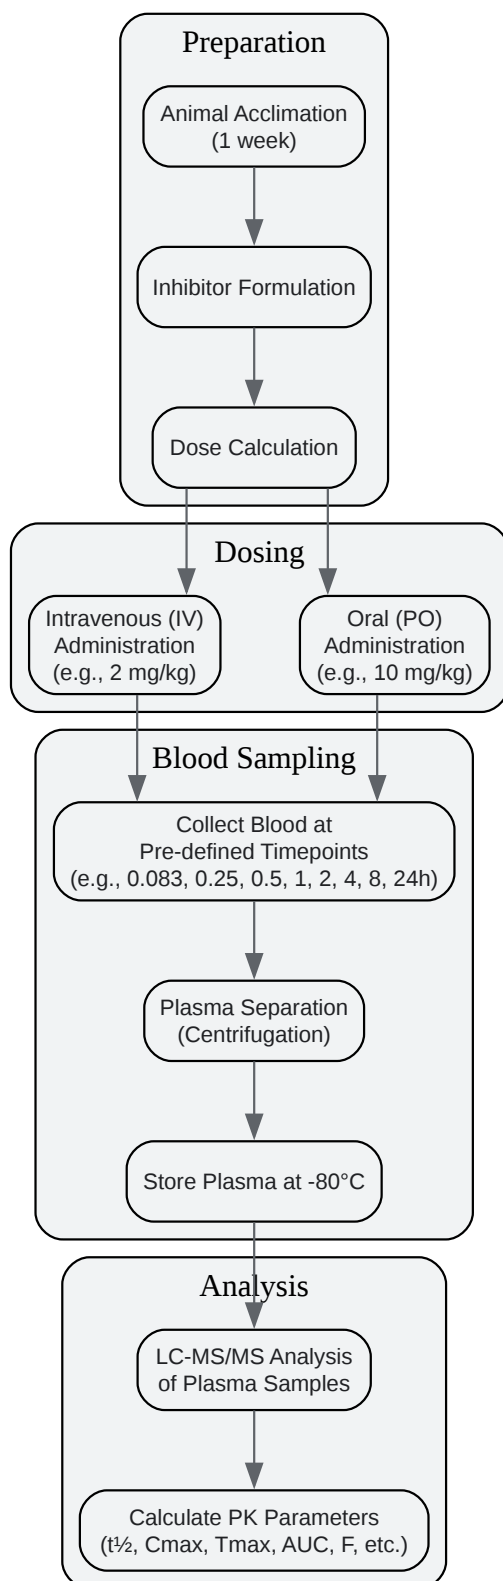 Preparation
Animal Acclimation
(1 week)
Inhibitor Formulation
Dose Calculation
Dosing
Intravenous (IV)
Administration
(e.g., 2 mg/kg)
Oral (PO)
Administration
(e.g., 10 mg/kg)
Blood Sampling
Collect Blood at
Pre-defined Timepoints
(e.g., 0.083, 0.25, 0.5, 1, 2, 4, 8, 24h)
Plasma Separation
(Centrifugation)
Store Plasma at -80°C
Analysis
LC-MS/MS Analysis
of Plasma Samples
Calculate PK Parameters
(t½, Cmax, Tmax, AUC, F, etc.)